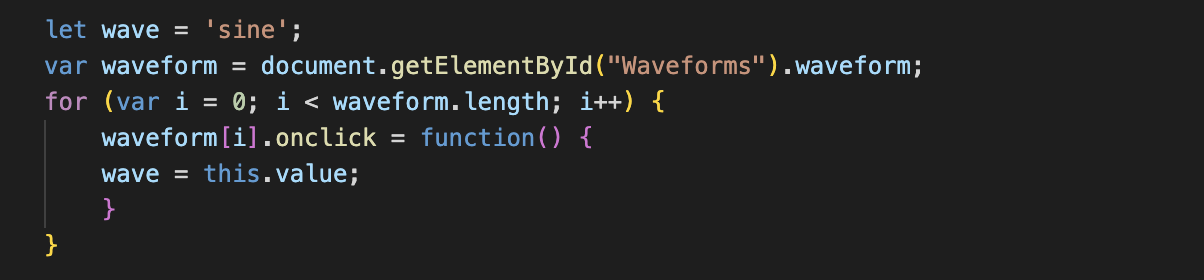 let wave = 'sine';
var waveform = document.getElementById("Waveforms").waveform;
for (var i = 0; i < waveform.length; i++) {
waveform[i].onclick = function() {
wave = this.value;
}
}